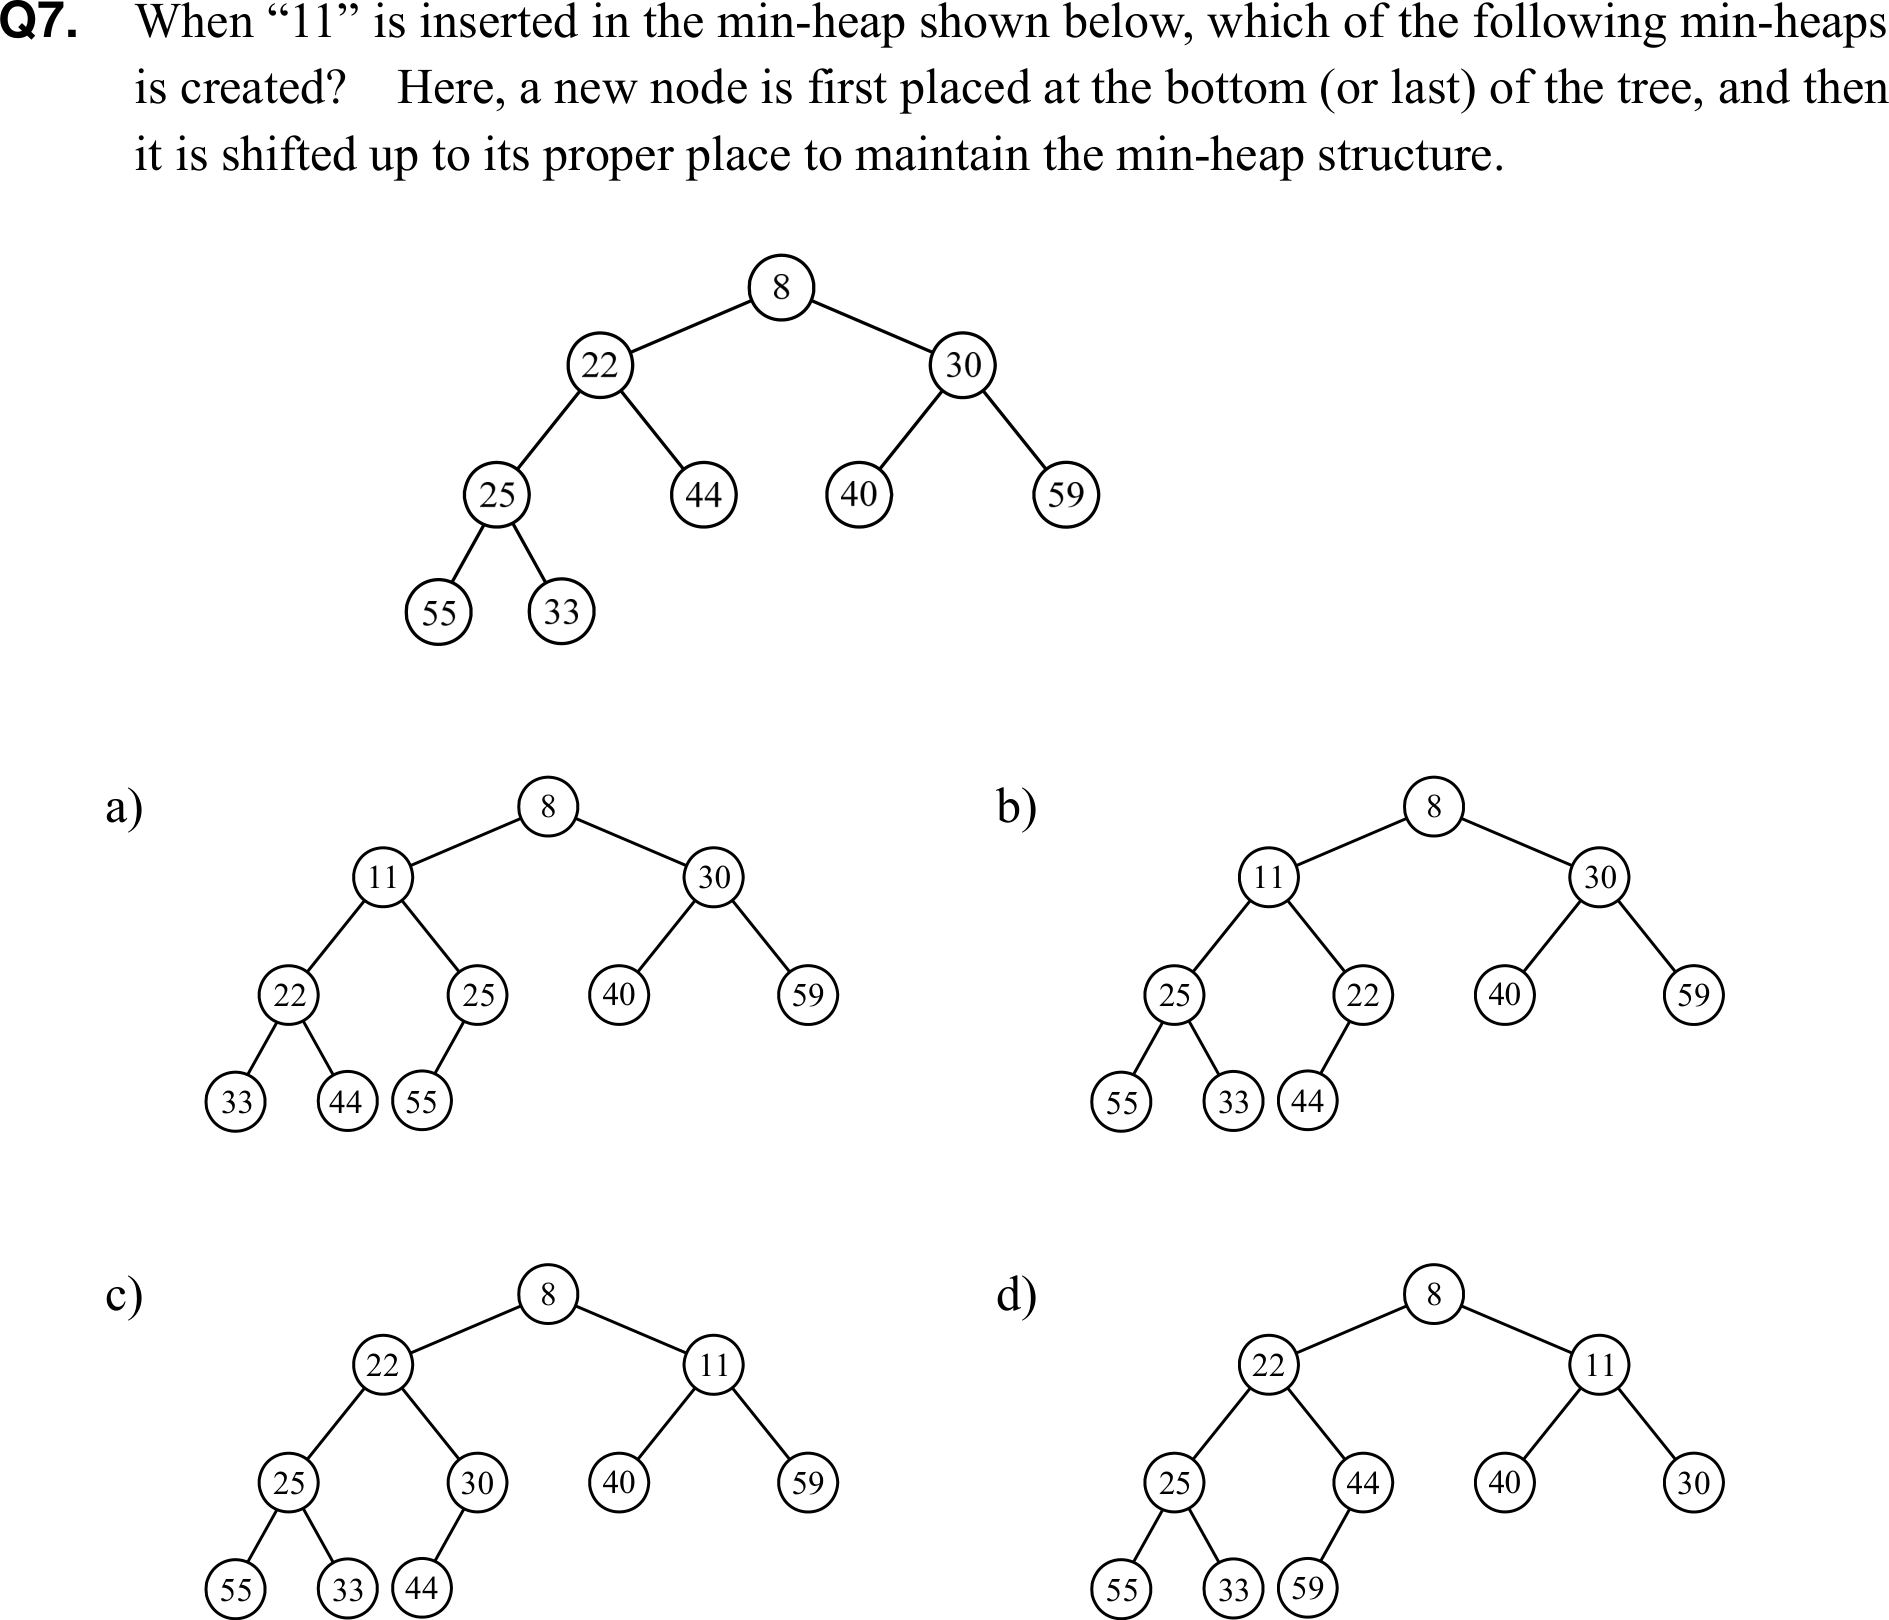 Q7. When “11” is inserted in the min-heap shown below, which of the following min-heaps
is created? Here, a new node is first placed at the bottom (or last) of the tree, and then
it is shifted up to its proper place to maintain the min-heap structure.
8
22 30
25 44 40 59
55 33
a) 8
11 30
22 25 40 59
33 44 55
b) 8
11 30
25 22 40 59
55 33 44
c) 8
22 11
25 30 40 59
55 33 44
d) 8
22 11
25 44 40 30
55 33 59